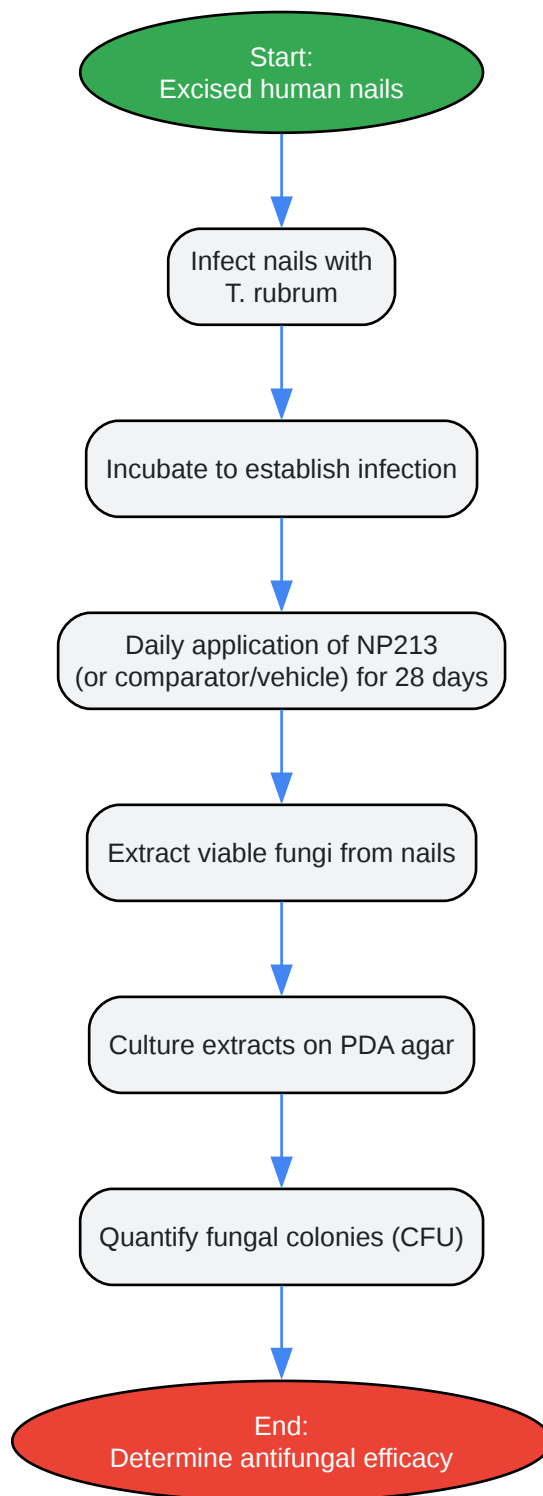 Start:
Excised human nails
Infect nails with
T. rubrum
Incubate to establish infection
Daily application of NP213
(or comparator/vehicle) for 28 days
Extract viable fungi from nails
Culture extracts on PDA agar
Quantify fungal colonies (CFU)
End:
Determine antifungal efficacy